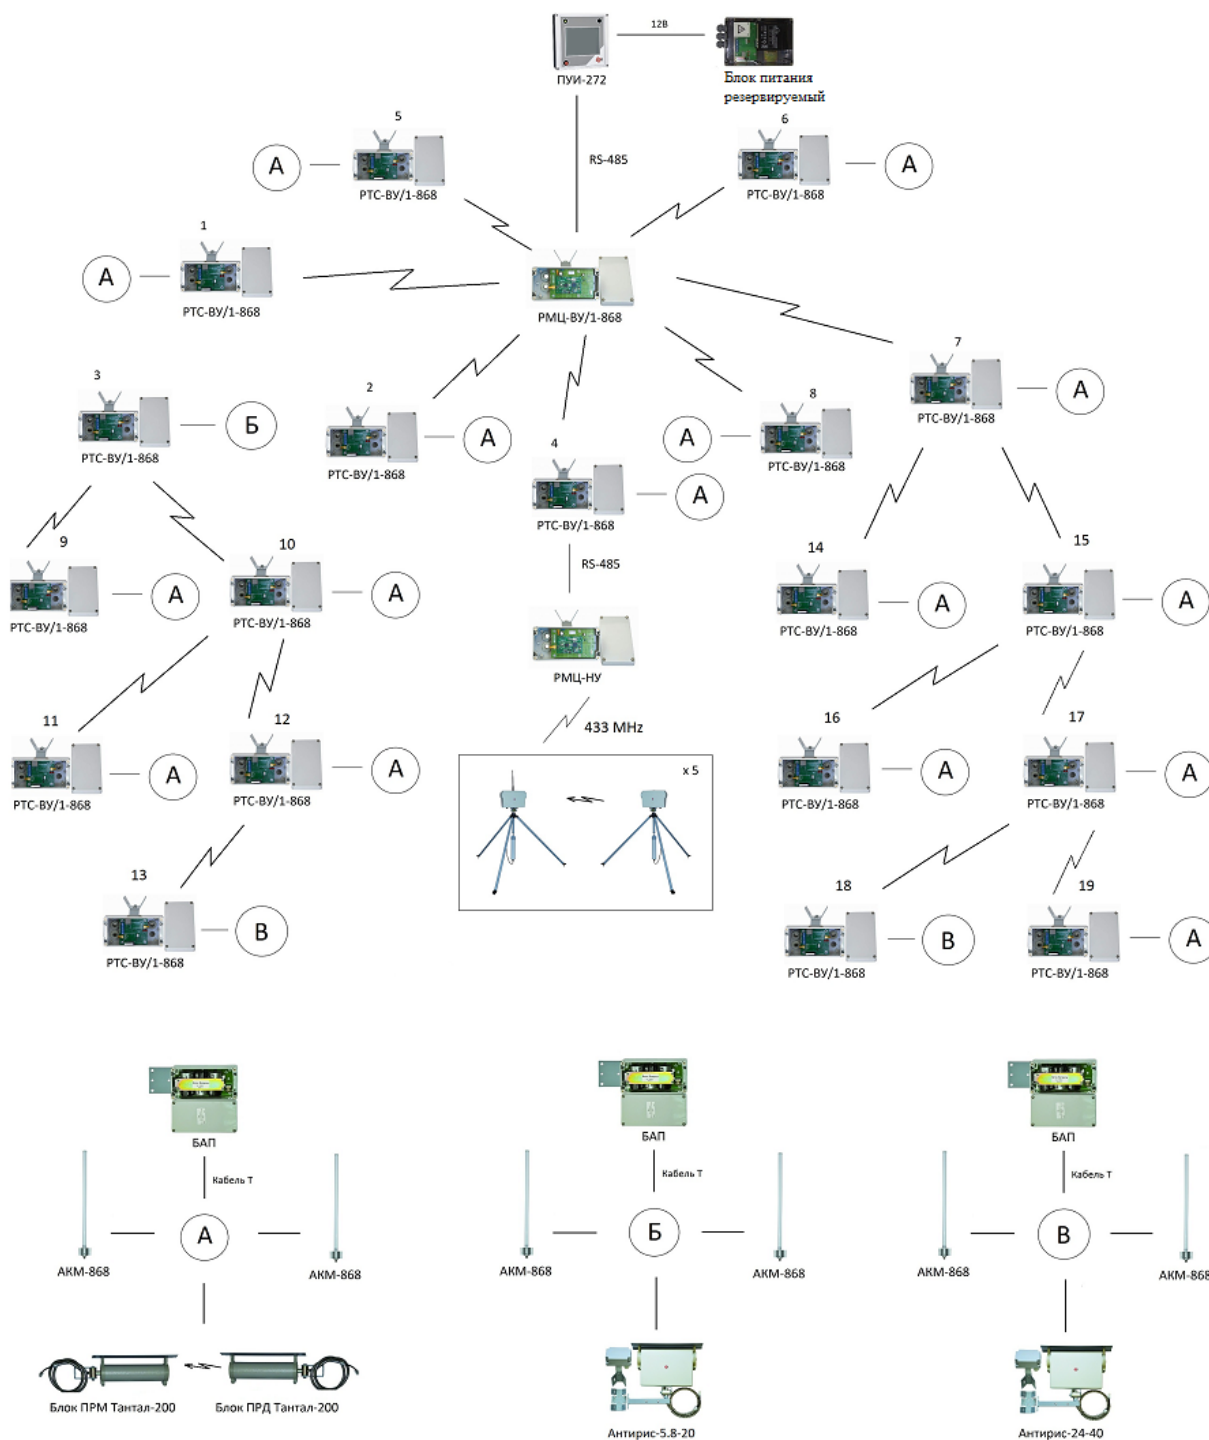 12В
ПУИ-272
Блок питания
резервируемый
5
6
RS-485
А
А
РТС-ВУ/1-868
РТС-ВУ/1-868
1
А
РТС-ВУ/1-868
РМЦ-ВУ/1-868
7
3
2
8
А
Б
А
А
РТС-ВУ/1-868
4
РТС-ВУ/1-868
РТС-ВУ/1-868
РТС-ВУ/1-868
А
РТС-ВУ/1-868
9
10
14
15
RS-485
А
А
А
А
РТС-ВУ/1-868
РТС-ВУ/1-868
РТС-ВУ/1-868
РТС-ВУ/1-868
РМЦ-НУ
11
12
433 MHz
16
17
А
А
x 5
А
А
РТС-ВУ/1-868
РТС-ВУ/1-868
РТС-ВУ/1-868
РТС-ВУ/1-868
13
18
19
В
В
А
РТС-ВУ/1-868
РТС-ВУ/1-868
РТС-ВУ/1-868
БАП
БАП
БАП
Кабель Т
Кабель Т
Кабель Т
А
Б
В
АКМ-868
АКМ-868
АКМ-868
АКМ-868
АКМ-868
АКМ-868
Блок ПРМ Тантал-200
Блок ПРД Тантал-200
Антирис-5.8-20
Антирис-24-40